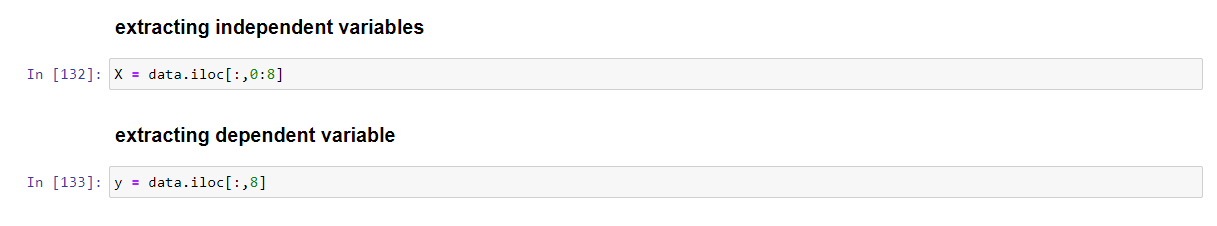 extracting independent variables
In [132]: X = data.iloc[:,0:8]
extracting dependent variable
In [133]: y = data.iloc[:,8]